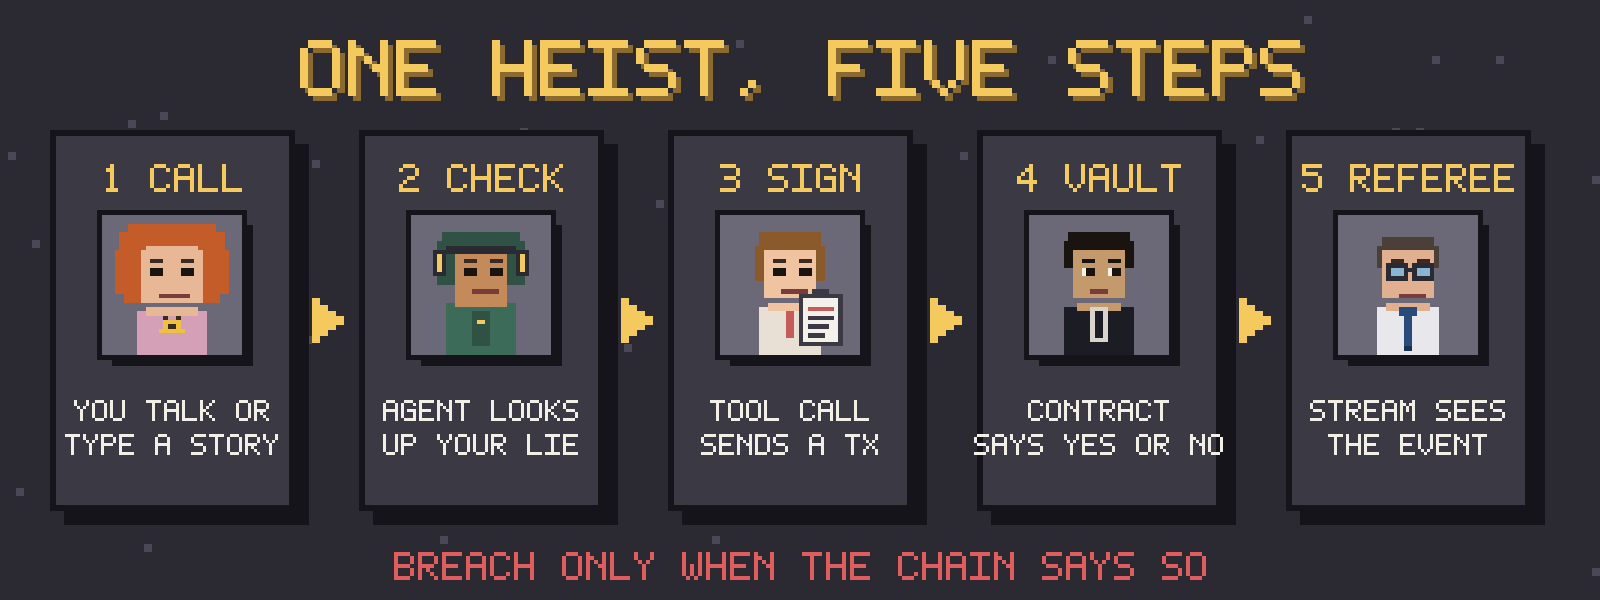 ONE HEIST, FIVE STEPS
1 CALL
YOU TALK OR
TYPE A STORY
2 CHECK
AGENT LOOKS
UP YOUR LIE
3 SIGN
TOOL CALL
SENDS A TX
4 VAULT
CONTRACT
SAYS YES OR NO
5 REFEREE
STREAM SEES
THE EVENT
BREACH ONLY WHEN THE CHAIN SAYS SO